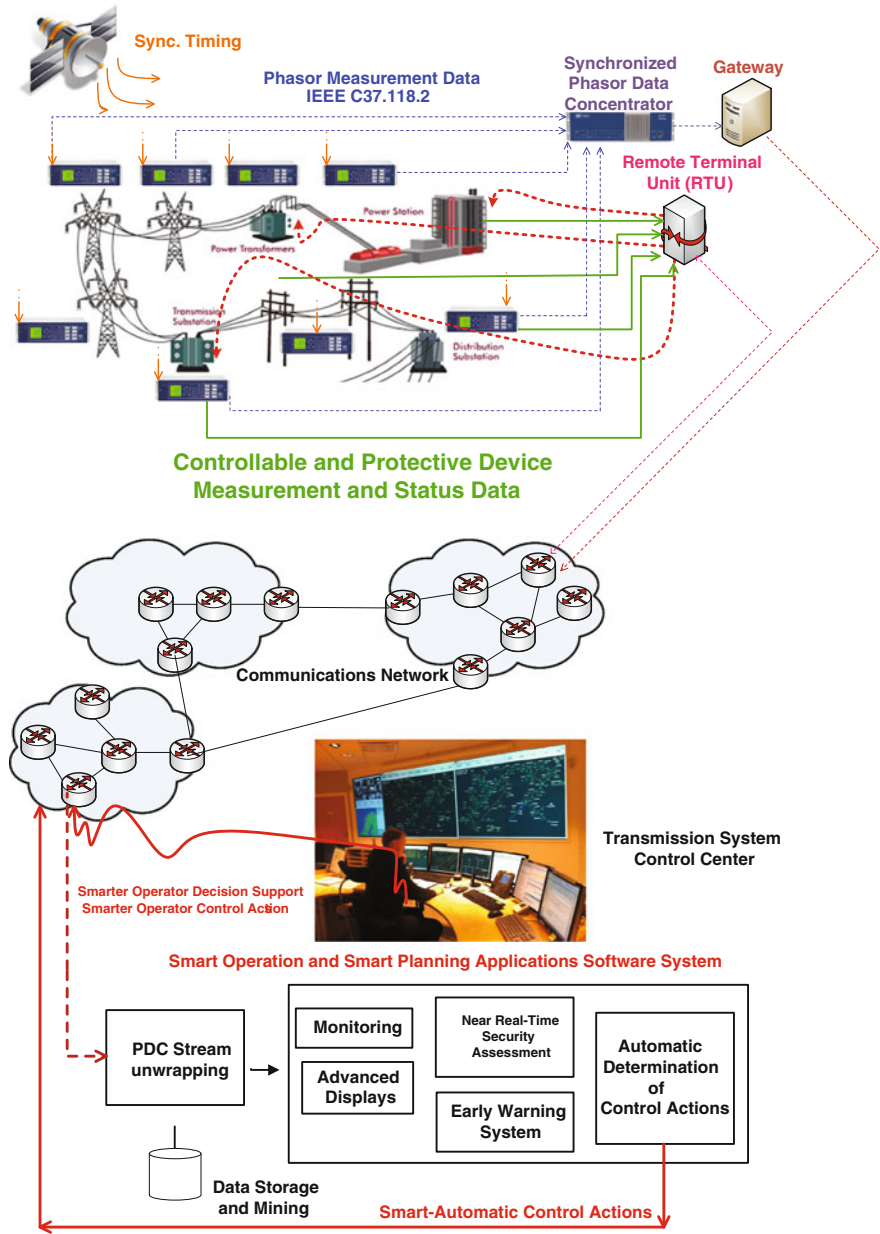 Sync. Timing
Phasor Measurement Data
IEEE C37.118.2
Synchronized
Phasor Data
Concentrator
Gateway
Remote Terminal
Unit (RTU)
Power Station
Power Transformers
Transmission
Substation
Distribution
Substation
Controllable and Protective Device
Measurement and Status Data
Communications Network
Transmission System
Control Center
Smarter Operator Decision Support
Smarter Operator Control Action
Smart Operation and Smart Planning Applications Software System
PDC Stream
unwrapping
Monitoring
Advanced
Displays
Near Real-Time
Security
Assessment
Early Warning
System
Automatic
Determination
of
Control Actions
Data Storage
and Mining
Smart-Automatic Control Actions